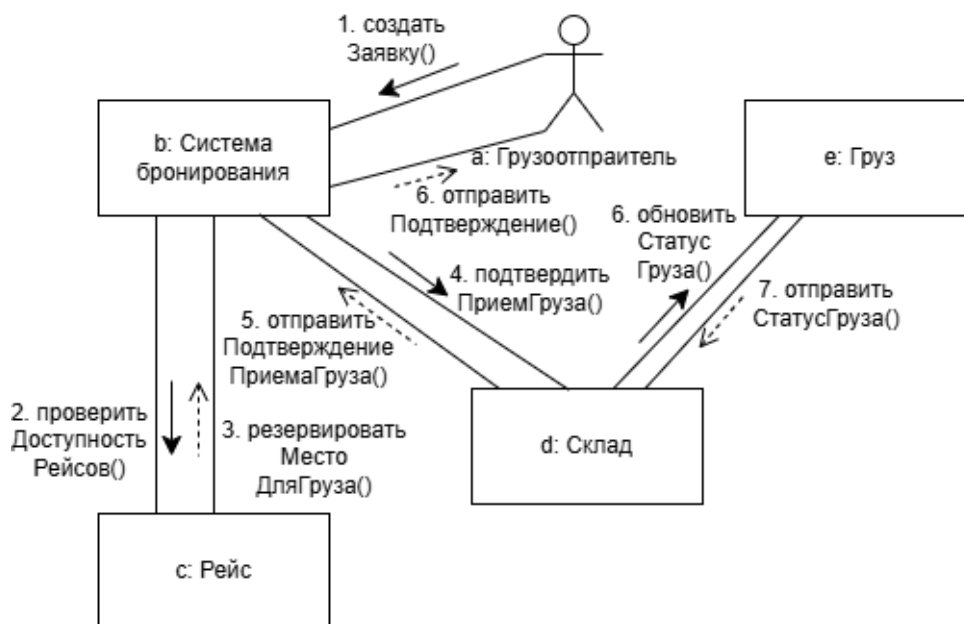 1. создать
Заявку()
b: Система
бронирования
a: Грузоотпраитель
e: Груз
6. отправить
Подтверждение()
6. обновить
Статус
Груза()
4. подтвердить
ПриемГруза()
7. отправить
СтатусГруза()
5. отправить
Подтверждение
ПриемаГруза()
2. проверить
Доступность
Рейсов()
3. резервировать
Место
ДляГруза()
d: Склад
c: Рейс